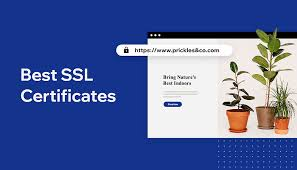 Best SSL
Certificates
https://www.prickles&co.com
Bring Nature's
Best Indoors